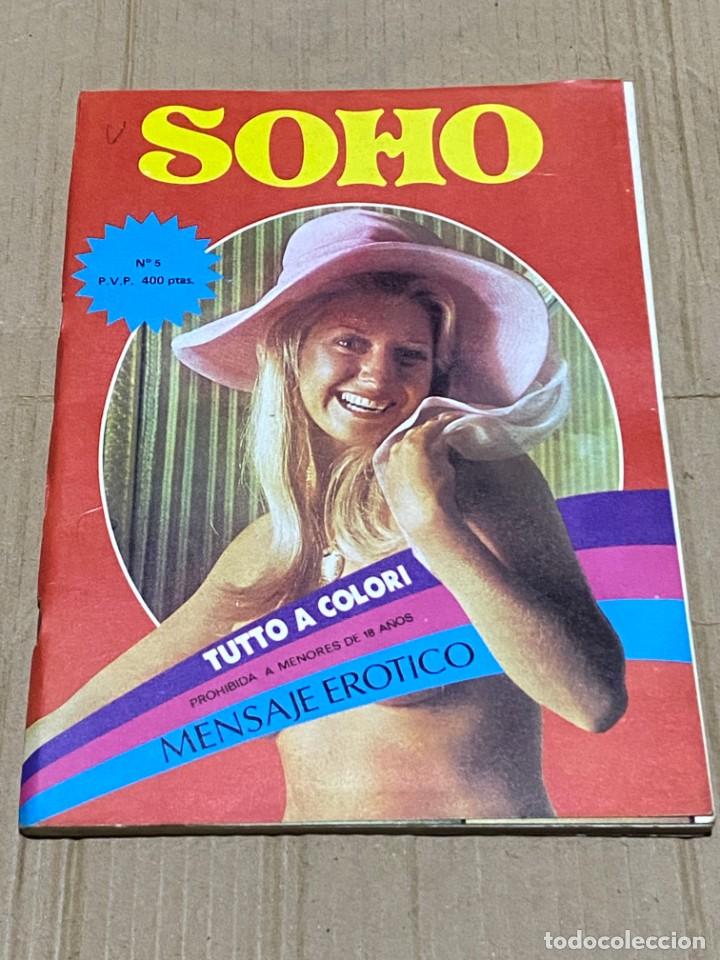 SOHO
Nº 5
P.V.P. 400 ptas.
TUTTO A COLORI
PROHIBIDA A MENORES DE 18 AÑOS
MENSAJE EROTICO
todocoleccion